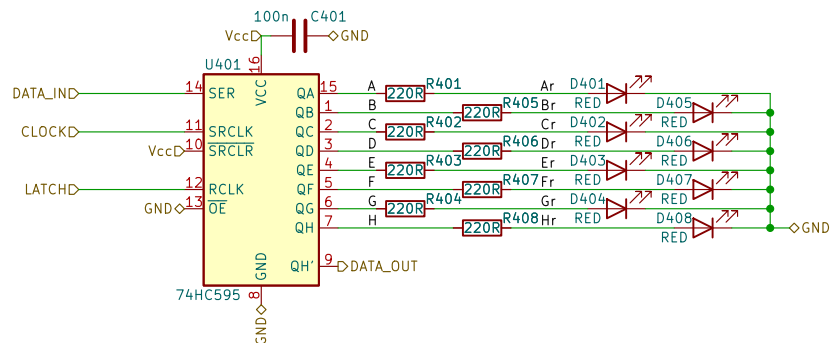 100n C401
Vcc GND
U401
16
VCC
DATA_IN 14 SER QA 15 A R401 220R Ar D401 RED
QB 1 B R405 220R Br D405 RED
CLOCK 11 SRCLK QC 2 C R402 220R Cr D402 RED
Vcc 10 SRCLR QD 3 D R406 220R Dr D406 RED
QE 4 E R403 220R Er D403 RED
LATCH 12 RCLK QF 5 F R407 220R Fr D407 RED
GND 13 OE QG 6 G R404 220R Gr D404 RED
QH 7 H R408 220R Hr D408 RED
GND
QH' 9 DATA_OUT
GND
74HC595 8
GND